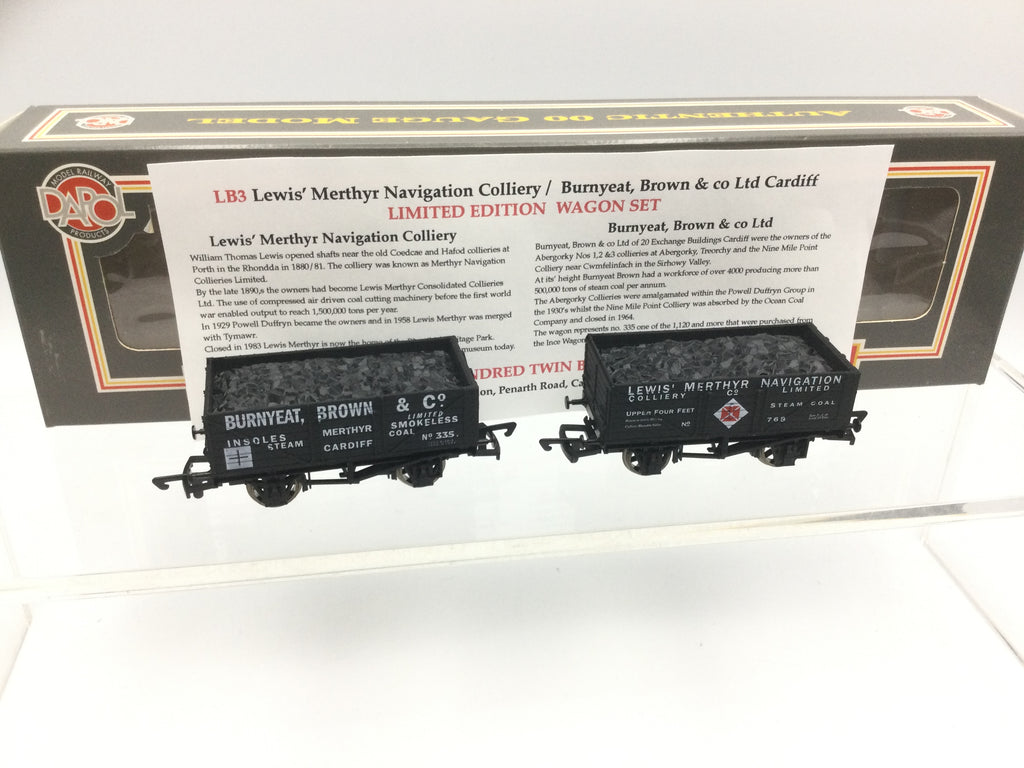 AUTHENTIC 00 GAUGE MODEL
DAPOL
MODEL RAILWAY
DAPOL
PRODUCTS
LB3 Lewis' Merthyr Navigation Colliery / Burnyeat, Brown & co Ltd Cardiff
LIMITED EDITION WAGON SET
Lewis' Merthyr Navigation Colliery
William Thomas Lewis opened shafts near the old Coedcae and Hafod collieries at
Porth in the Rhondda in 1880/81. The colliery was known as Merthyr Navigation
Collieries Limited.
By the late 1890,s the owners had become Lewis Merthyr Consolidated Collieries
Ltd. The use of compressed air driven coal cutting machinery before the first world
war enabled output to reach 1,500,000 tons per year.
In 1929 Powell Duffryn became the owners and in 1958 Lewis Merthyr was merged
with Tymawr.
Closed in 1983 Lewis Merthyr is now the home of the
museum today.
Burnyeat, Brown & co Ltd
Burnyeat, Brown & co Ltd of 20 Exchange Buildings Cardiff were the owners of the
Abergorky Nos 1,2 &3 collieries at Abergorky, Treorchy and the Nine Mile Point
Colliery near Cwmfelinfach in the Sirhowy Valley.
At its' height Burnyeat Brown had a workforce of over 4000 producing more than
500,000 tons of steam coal per annum.
The Abergorky Collieries were amalgamated within the Powell Duffryn Group in
the 1930's whilst the Nine Mile Point Colliery was absorbed by the Ocean Coal
Company and closed in 1964.
The wagon represents no. 335 one of the 1,120 and more that were purchased from
the Ince Wagon
TWIN
Penarth Road,
BURNYEAT, BROWN & Co
LIMITED
INSOLES MERTHYR SMOKELESS
STEAM CARDIFF COAL No 335.
LEWIS' MERTHYR NAVIGATION
COLLIERY Co LIMITED
UPPER FOUR FEET STEAM COAL
No 768